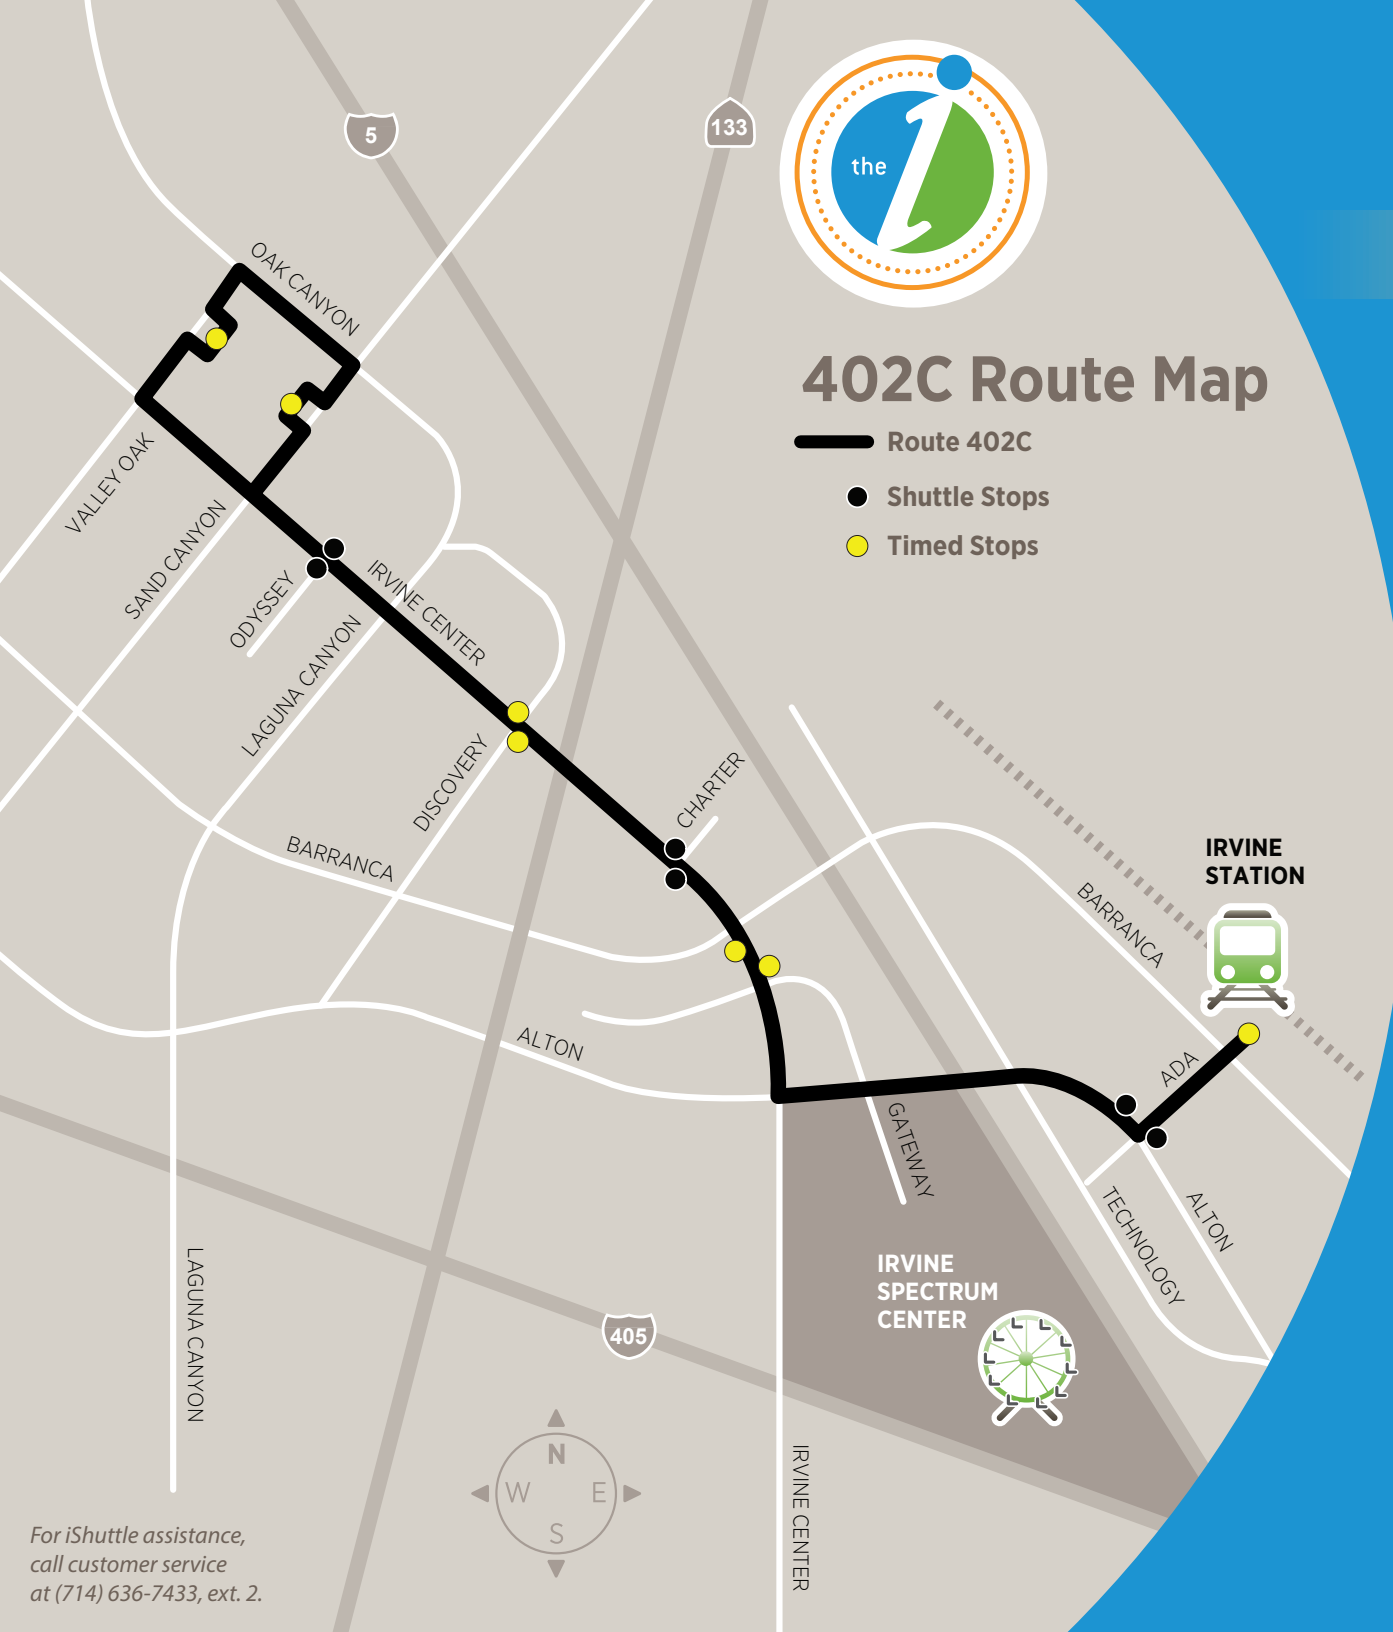 5
133
the
i
OAK CANYON
402C Route Map
Route 402C
Shuttle Stops
Timed Stops
VALLEY OAK
SAND CANYON
ODYSSEY
IRVINE CENTER
LAGUNA CANYON
DISCOVERY
CHARTER
BARRANCA
IRVINE
STATION
BARRANCA
ALTON
ADA
GATEWAY
TECHNOLOGY
ALTON
LAGUNA CANYON
IRVINE
SPECTRUM
CENTER
405
N
W E
S
IRVINE CENTER
For iShuttle assistance,
call customer service
at (714) 636-7433, ext. 2.